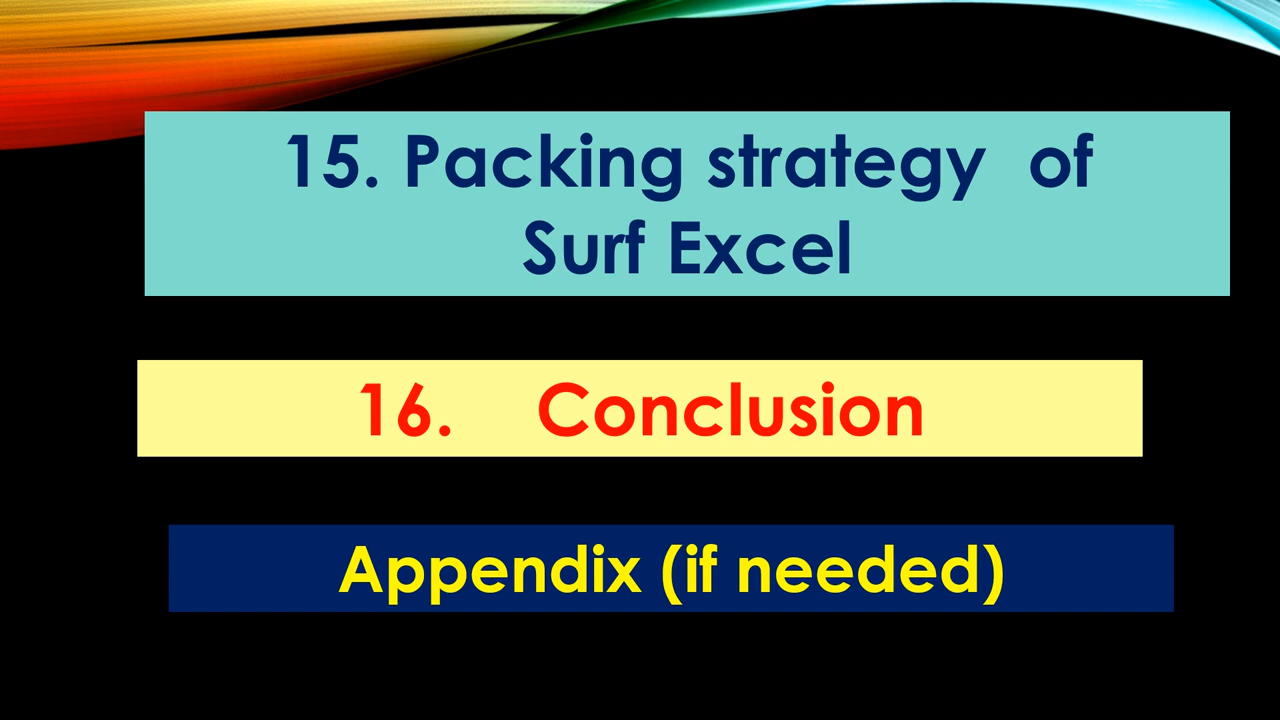 15. Packing strategy  of
Surf Excel
16.    Conclusion
Appendix (if needed)